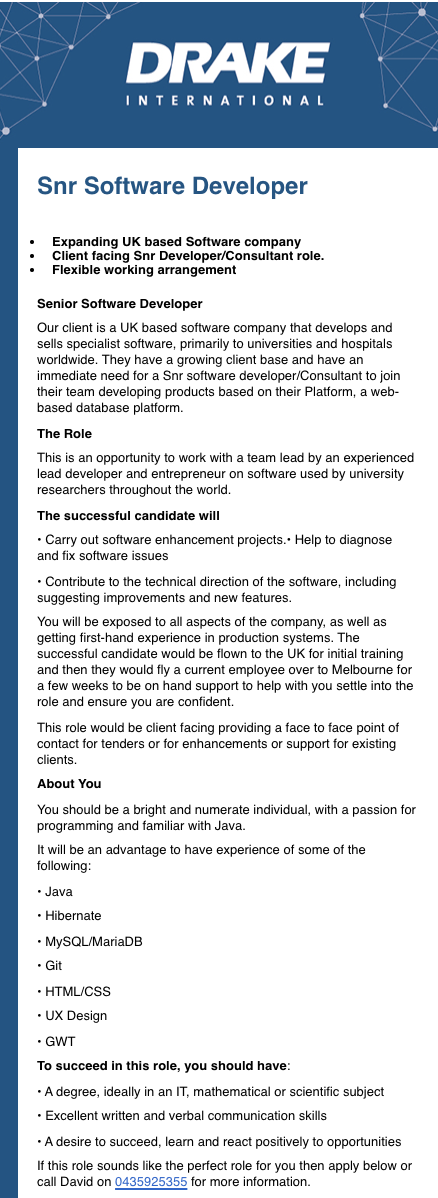 DRAKE
INTERNATIONAL
Snr Software Developer
• Expanding UK based Software company
• Client facing Snr Developer/Consultant role.
• Flexible working arrangement
Senior Software Developer
Our client is a UK based software company that develops and
sells specialist software, primarily to universities and hospitals
worldwide. They have a growing client base and have an
immediate need for a Snr software developer/Consultant to join
their team developing products based on their Platform, a web-
based database platform.
The Role
This is an opportunity to work with a team lead by an experienced
lead developer and entrepreneur on software used by university
researchers throughout the world.
The successful candidate will
• Carry out software enhancement projects.• Help to diagnose
and fix software issues
• Contribute to the technical direction of the software, including
suggesting improvements and new features.
You will be exposed to all aspects of the company, as well as
getting first-hand experience in production systems. The
successful candidate would be flown to the UK for initial training
and then they would fly a current employee over to Melbourne for
a few weeks to be on hand support to help with you settle into the
role and ensure you are confident.
This role would be client facing providing a face to face point of
contact for tenders or for enhancements or support for existing
clients.
About You
You should be a bright and numerate individual, with a passion for
programming and familiar with Java.
It will be an advantage to have experience of some of the
following:
• Java
• Hibernate
• MySQL/MariaDB
• Git
• HTML/CSS
• UX Design
• GWT
To succeed in this role, you should have:
• A degree, ideally in an IT, mathematical or scientific subject
• Excellent written and verbal communication skills
• A desire to succeed, learn and react positively to opportunities
If this role sounds like the perfect role for you then apply below or
call David on 0435925355 for more information.